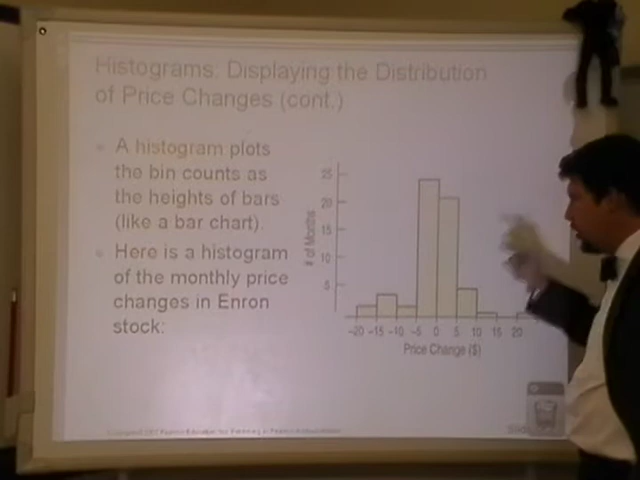 Histograms: Displaying the Distribution
of Price Changes (cont.)
A histogram plots
the bin counts as
the heights of bars
(like a bar chart).
Here is a histogram
of the monthly price
changes in Enron
stock:
# of Months
25
20
15
10
5
-20 -15 -10 -5 0 5 10 15 20
Price Change ($)